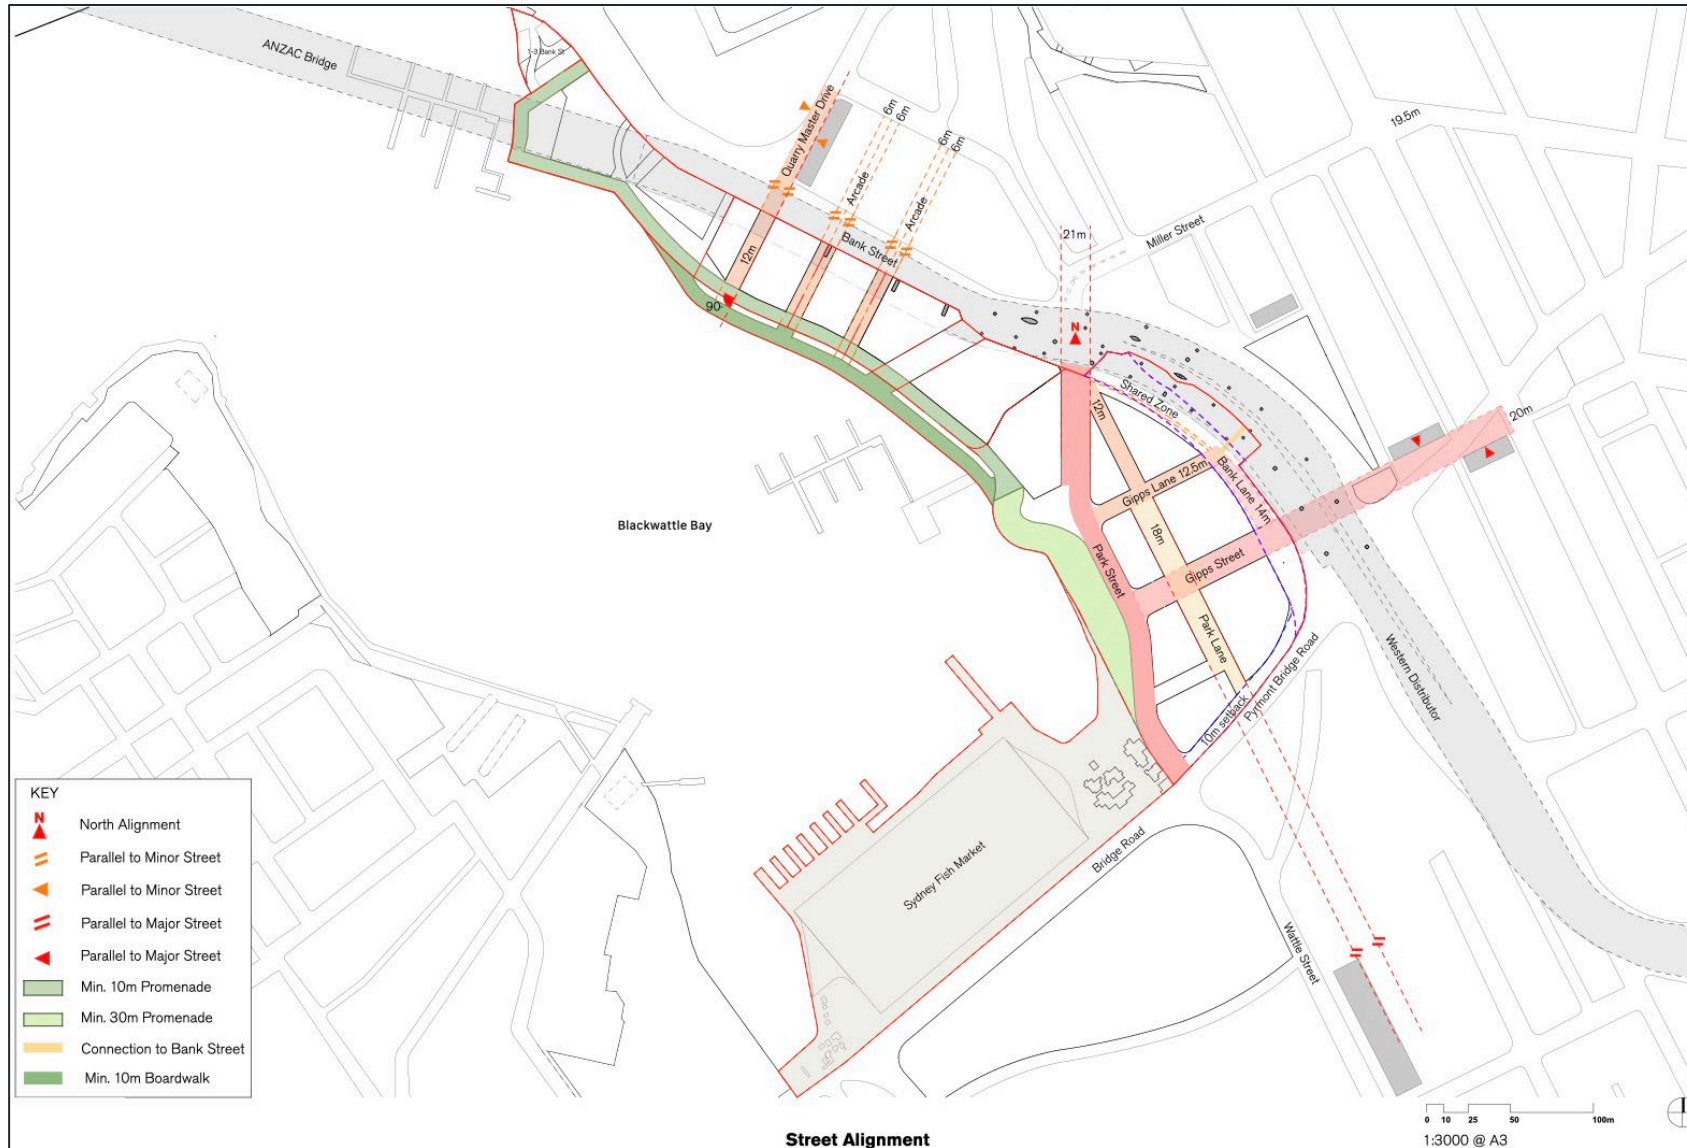 ANZAC Bridge
1-3 Bank St
Quarry Master Drive
6m
6m
6m
6m
Arcade
Arcade
12m
90
Bank Street
21m
N
Miller Street
19.5m
20m
Shared Zone
12m
Gipps Lane 12.5m
Bank Lane 14m
18m
Gipps Street
Park Street
Park Lane
Blackwattle Bay
10m setback
Pyrmont Bridge Road
Western Distributor
Bridge Road
Sydney Fish Market
Wattle Street
KEY
N
North Alignment
Parallel to Minor Street
Parallel to Minor Street
Parallel to Major Street
Parallel to Major Street
Min. 10m Promenade
Min. 30m Promenade
Connection to Bank Street
Min. 10m Boardwalk
Street Alignment
0 10 25 50 100m
1:3000 @ A3